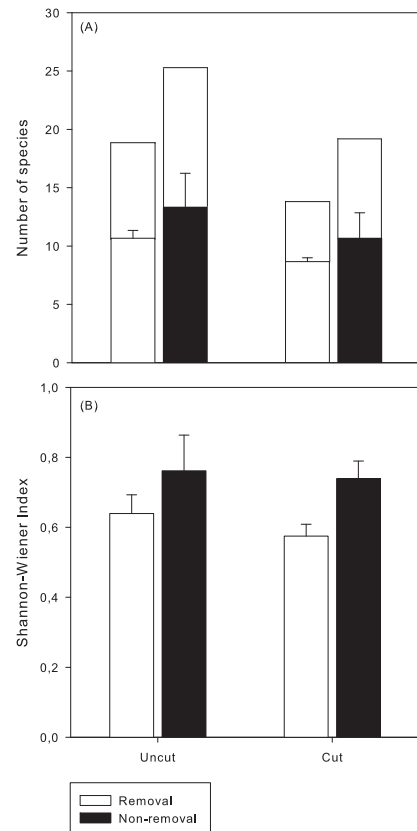 (A)
30
25
20
15
10
5
0
Number of species
(B)
1,0
0,8
0,6
0,4
0,2
0,0
Shannon-Wiener Index
Uncut
Cut
Removal
Non-removal